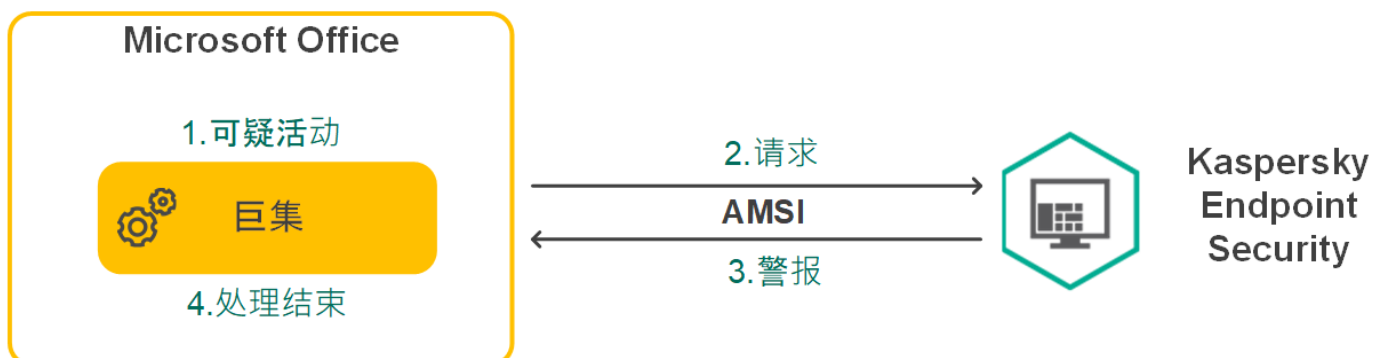 Microsoft Office
1.可疑活动
巨集
4.处理结束
2.请求
AMSI
3.警报
Kaspersky
Endpoint
Security